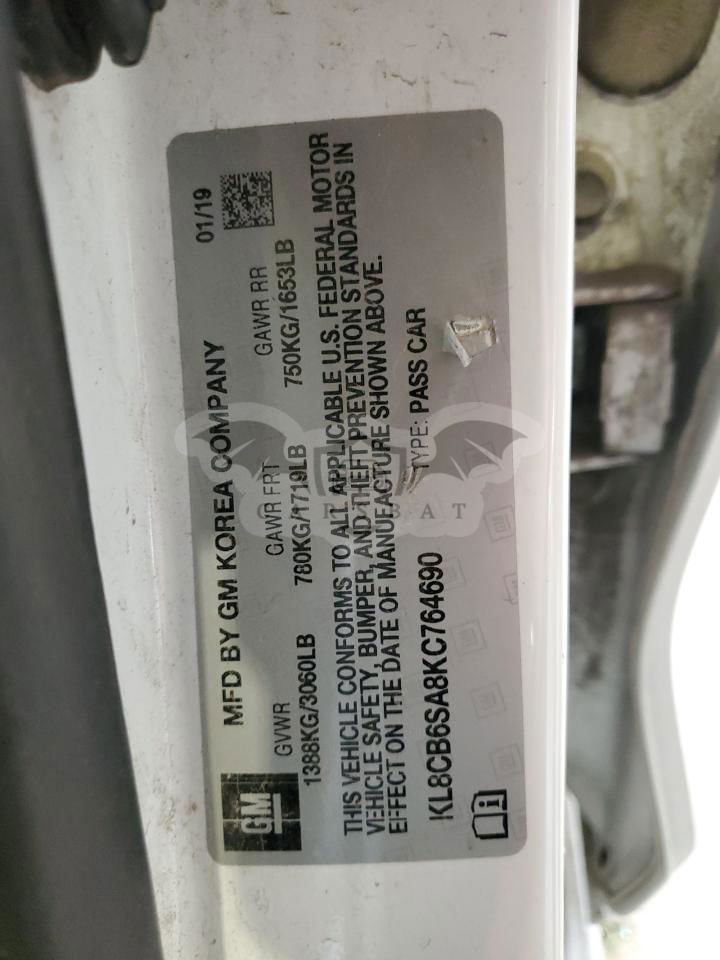 GM
MFD BY GM KOREA COMPANY 01/19
GVWR GAWR FRT GAWR RR
1388KG/3060LB 780KG/1719LB 750KG/1653LB
THIS VEHICLE CONFORMS TO ALL APPLICABLE U.S. FEDERAL MOTOR
VEHICLE SAFETY, BUMPER, AND THEFT PREVENTION STANDARDS IN
EFFECT ON THE DATE OF MANUFACTURE SHOWN ABOVE.
KL8CB6SA8KC764690 TYPE: PASS CAR